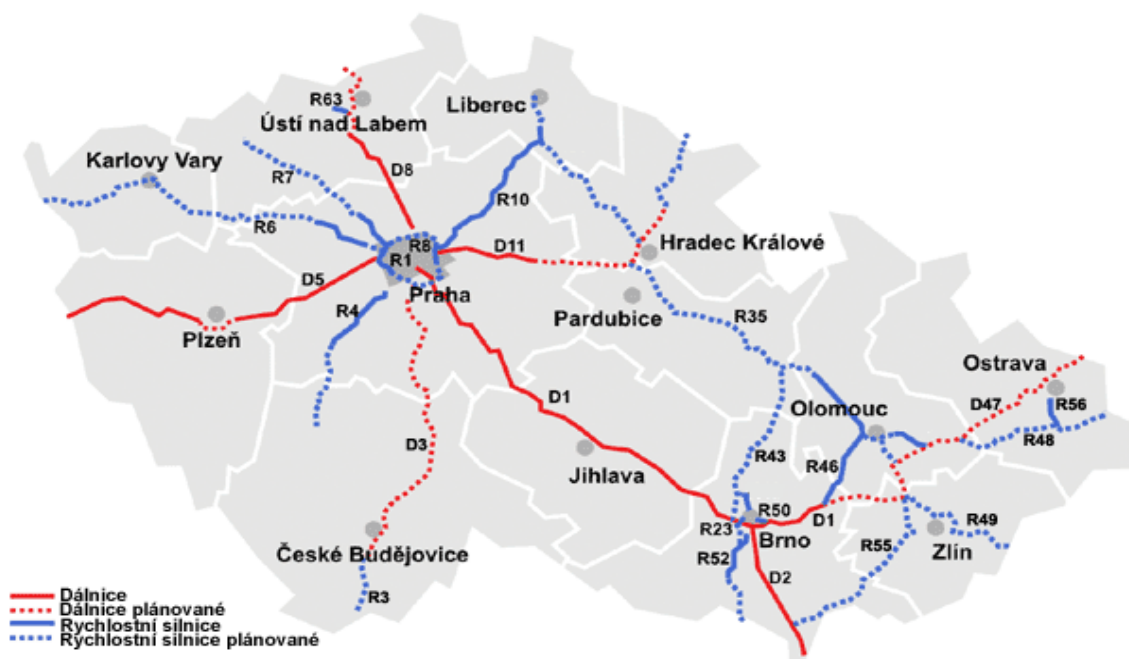 R63
Liberec
Ústí nad Labem
Karlovy Vary
R7
D8
R10
R6
R8
D11
Hradec Králové
R1
D5
Praha
R4
Pardubice
R35
Plzeň
Ostrava
D1
D47
R56
Olomouc
D3
R48
R43
R46
Jihlava
R50
D1
R49
R23
Brno
R55
Zlín
České Budějovice
R52
D2
R3
Dálnice
Dálnice plánované
Rychlostní silnice
Rychlostní silnice plánované